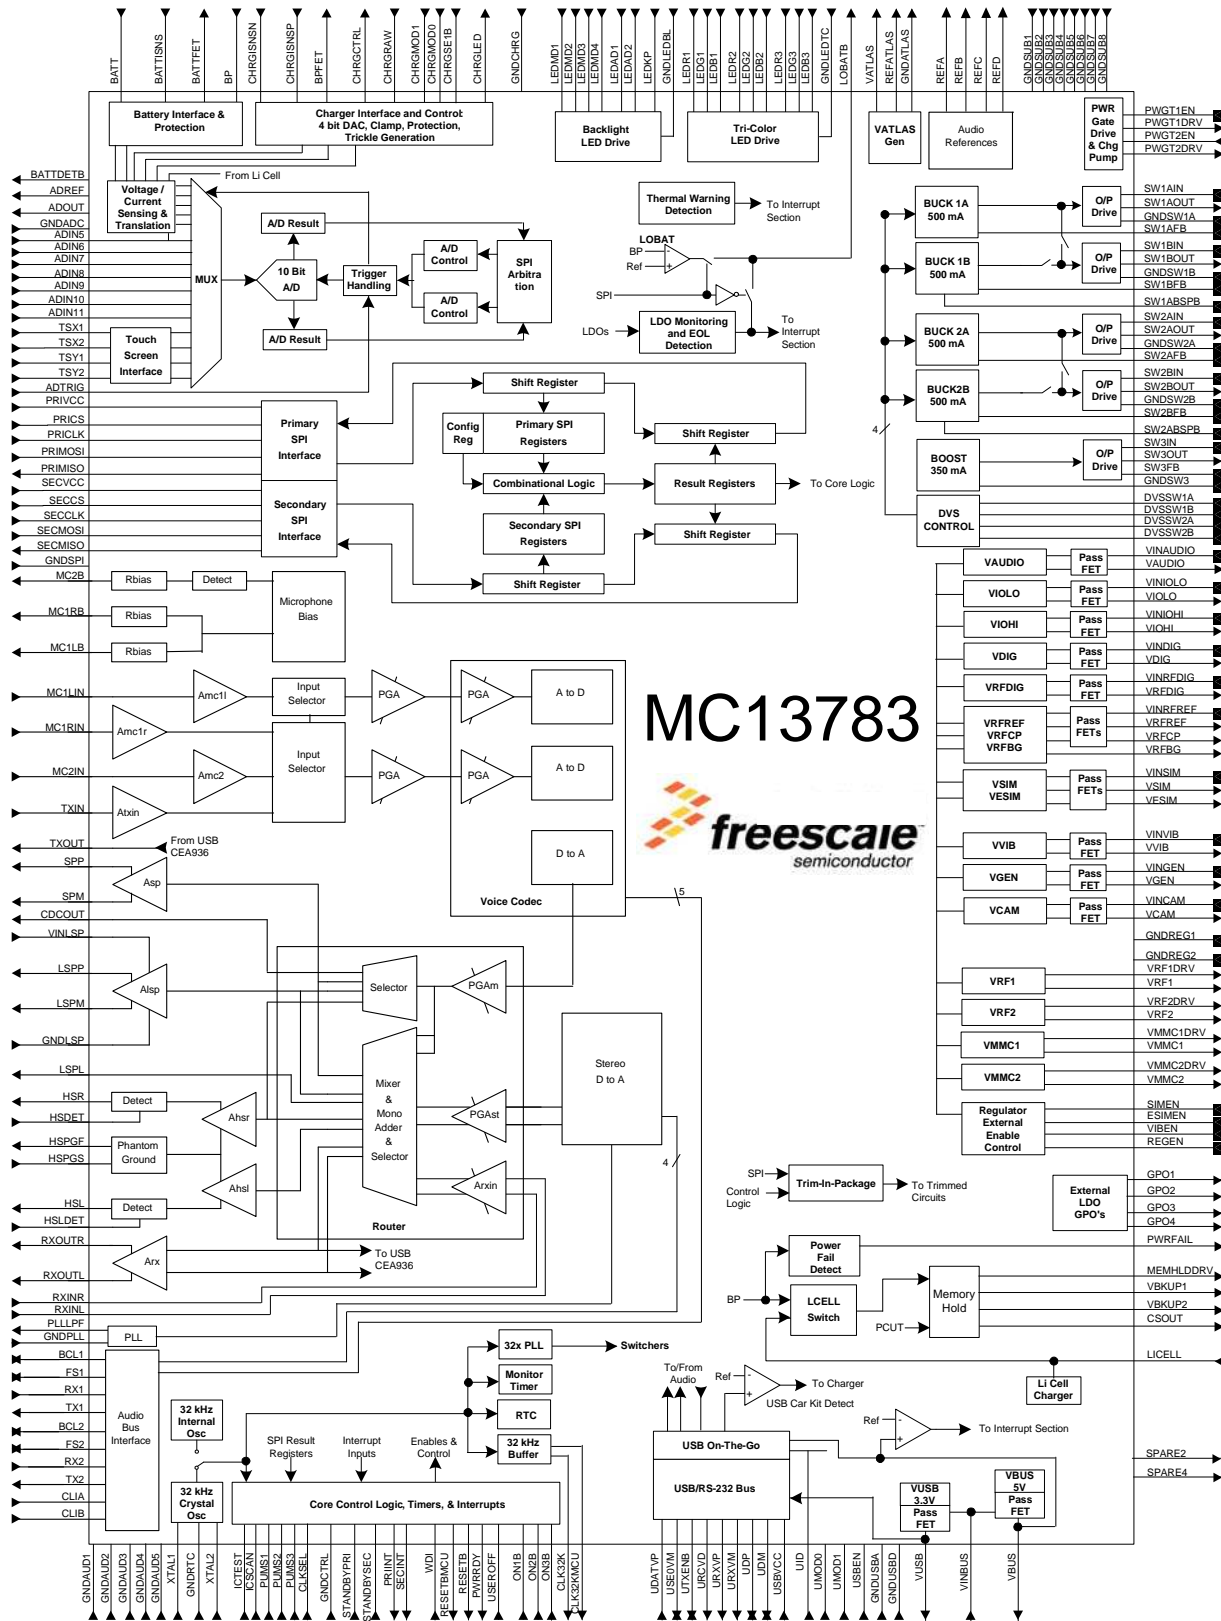 BATT
BATTISNS
BATTFET
BP
CHRGISNSN
CHRGISNSP
BPFET
CHRGCTRL
CHRGRAW
CHRGMOD1
CHRGMOD0
CHRGSE1B
CHRGLED
GNDCHRG
LEDMD1
LEDMD2
LEDMD3
LEDMD4
LEDAD1
LEDAD2
LEDKP
GNDLEDBL
LEDR1
LEDG1
LEDB1
LEDR2
LEDG2
LEDB2
LEDR3
LEDG3
LEDB3
GNDLEDTC
LOBATB
VATLAS
REFATLAS
GNDATLAS
REFA
REFB
REFC
REFD
GNDSUB1
GNDSUB2
GNDSUB3
GNDSUB4
GNDSUB5
GNDSUB6
GNDSUB7
GNDSUB8
Battery Interface &
Protection
Charger Interface and Control:
4 bit DAC, Clamp, Protection,
Trickle Generation
Backlight
LED Drive
Tri-Color
LED Drive
VATLAS
Gen
Audio
References
PWR
Gate
Drive
& Chg
Pump
PWGT1EN
PWGT1DRV
PWGT2EN
PWGT2DRV
BATTDETB
ADREF
ADOUT
GNDADC
ADIN5
ADIN6
ADIN7
ADIN8
ADIN9
ADIN10
ADIN11
TSX1
TSX2
TSY1
TSY2
ADTRIG
From Li Cell
Voltage /
Current
Sensing &
Translation
Touch
Screen
Interface
MUX
A/D Result
10 Bit
A/D
A/D Result
Trigger
Handling
A/D
Control
A/D
Control
SPI
Arbitra
tion
Thermal Warning
Detection
To Interrupt
Section
LOBAT
BP
Ref
-
+
SPI
LDOs
LDO Monitoring
and EOL
Detection
To
Interrupt
Section
BUCK 1A
500 mA
BUCK 1B
500 mA
BUCK 2A
500 mA
BUCK2B
500 mA
BOOST
350 mA
DVS
CONTROL
4
O/P
Drive
O/P
Drive
O/P
Drive
O/P
Drive
O/P
Drive
SW1AIN
SW1AOUT
GNDSW1A
SW1AFB
SW1BIN
SW1BOUT
GNDSW1B
SW1BFB
SW1ABSPB
SW2AIN
SW2AOUT
GNDSW2A
SW2AFB
SW2BIN
SW2BOUT
GNDSW2B
SW2BFB
SW2ABSPB
SW3IN
SW3OUT
SW3FB
GNDSW3
DVSSW1A
DVSSW1B
DVSSW2A
DVSSW2B
PRIVCC
PRICS
PRICLK
PRIMOSI
PRIMISO
SECVCC
SECCS
SECCLK
SECMOSI
SECMISO
GNDSPI
Primary
SPI
Interface
Secondary
SPI
Interface
Shift Register
Config
Reg
Primary SPI
Registers
Combinational Logic
Secondary SPI
Registers
Shift Register
Shift Register
Result Registers
Shift Register
To Core Logic
MC2B
MC1RB
MC1LB
Rbias
Detect
Rbias
Rbias
Microphone
Bias
MC1LIN
MC1RIN
MC2IN
TXIN
TXOUT
Amc1l
Amc1r
Amc2
Atxin
Input
Selector
Input
Selector
PGA
PGA
PGA
PGA
A to D
A to D
D to A
Voice Codec
From USB
CEA936
5
MC13783
freescale
semiconductor
VAUDIO
VIOLO
VIOHI
VDIG
VRFDIG
VRFREF
VRFCP
VRFBG
VSIM
VESIM
VVIB
VGEN
VCAM
Pass
FET
Pass
FET
Pass
FET
Pass
FET
Pass
FET
Pass
FETs
Pass
FETs
Pass
FET
Pass
FET
Pass
FET
VINAUDIO
VAUDIO
VINIOLO
VIOLO
VINIOHI
VIOHI
VINDIG
VDIG
VINRFDIG
VRFDIG
VINRFREF
VRFREF
VRFCP
VRFBG
VINSIM
VSIM
VESIM
VINVIB
VVIB
VINGEN
VGEN
VINCAM
VCAM
GNDREG1
GNDREG2
VRF1
VRF2
VMMC1
VMMC2
VRF1DRV
VRF1
VRF2DRV
VRF2
VMMC1DRV
VMMC1
VMMC2DRV
VMMC2
Regulator
External
Enable
Control
SIMEN
ESIMEN
VIBEN
REGEN
SPP
SPM
CDCOUT
VINLSP
LSPP
LSPM
GNDLSP
LSPL
HSR
HSDET
HSPGF
HSPGS
HSL
HSLDET
RXOUTR
RXOUTL
RXINR
RXINL
Asp
Alsp
Detect
Phantom
Ground
Detect
Ahsr
Ahsl
Arx
Selector
PGAm
Mixer
&
Mono
Adder
&
Selector
PGAst
Arxin
Router
Stereo
D to A
4
To USB
CEA936
SPI
Control
Logic
Trim-In-Package
To Trimmed
Circuits
External
LDO
GPO's
GPO1
GPO2
GPO3
GPO4
PWRFAIL
Power
Fail
Detect
BP
LCELL
Switch
PCUT
Memory
Hold
MEMHLDDRV
VBKUP1
VBKUP2
CSOUT
LICELL
Li Cell
Charger
PLLLPF
GNDPLL
PLL
BCL1
FS1
RX1
TX1
BCL2
FS2
RX2
TX2
CLIA
CLIB
Audio
Bus
Interface
32 kHz
Internal
Osc
32 kHz
Crystal
Osc
32x PLL
Switchers
Monitor
Timer
RTC
32 kHz
Buffer
SPI Result
Registers
Interrupt
Inputs
Enables &
Control
Core Control Logic, Timers, & Interrupts
To/From
Audio
Ref
-
+
To Charger
USB Car Kit Detect
USB On-The-Go
USB/RS-232 Bus
Ref
-
+
To Interrupt Section
VUSB
3.3V
Pass
FET
VBUS
5V
Pass
FET
SPARE2
SPARE4
GNDAUD1
GNDAUD2
GNDAUD3
GNDAUD4
GNDAUD5
XTAL1
GNDRTC
XTAL2
ICTEST
ICSCAN
PUMS1
PUMS2
PUMS3
CLKSEL
GNDCTRL
STANDBYPRI
STANDBYSEC
PRIINT
SECINT
WDI
RESETBMCU
RESETB
PWRRDY
USEROFF
ON1B
ON2B
ON3B
CLK32K
CLK32KMCU
UDATVP
USE0VM
UTXENB
URCVD
URXVP
URXVM
UDP
UDM
USBVCC
UID
UMOD0
UMOD1
USBEN
GNDUSBA
GNDUSBD
VUSB
VINBUS
VBUS